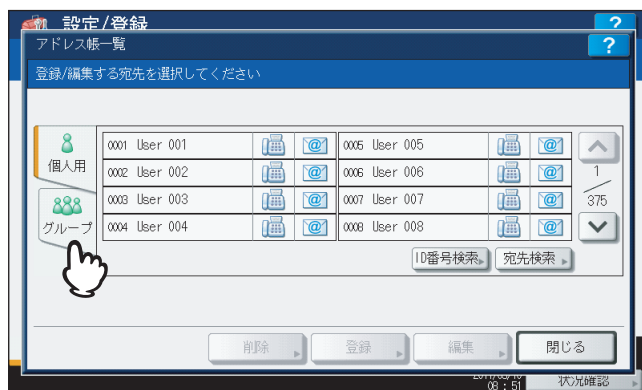 設定/登録
?
アドレス帳一覧
?
登録/編集する宛先を選択してください
個人用
グループ
0001 User 001
0005 User 005
0002 User 002
0006 User 006
0003 User 003
0007 User 007
0004 User 004
0008 User 008
1
375
ID番号検索
宛先検索
削除
登録
編集
閉じる
08:51
状況確認